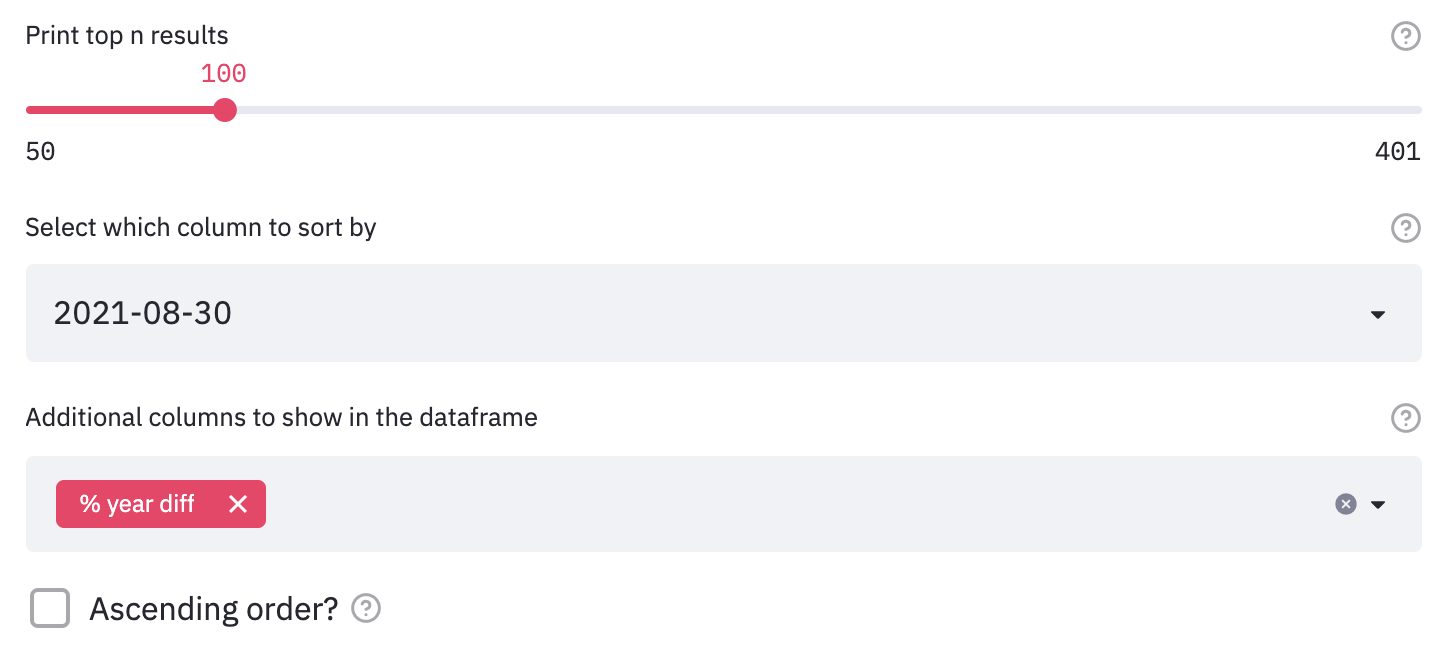 Print top n results
100
50 401
Select which column to sort by
2021-08-30
Additional columns to show in the dataframe
% year diff
Ascending order?